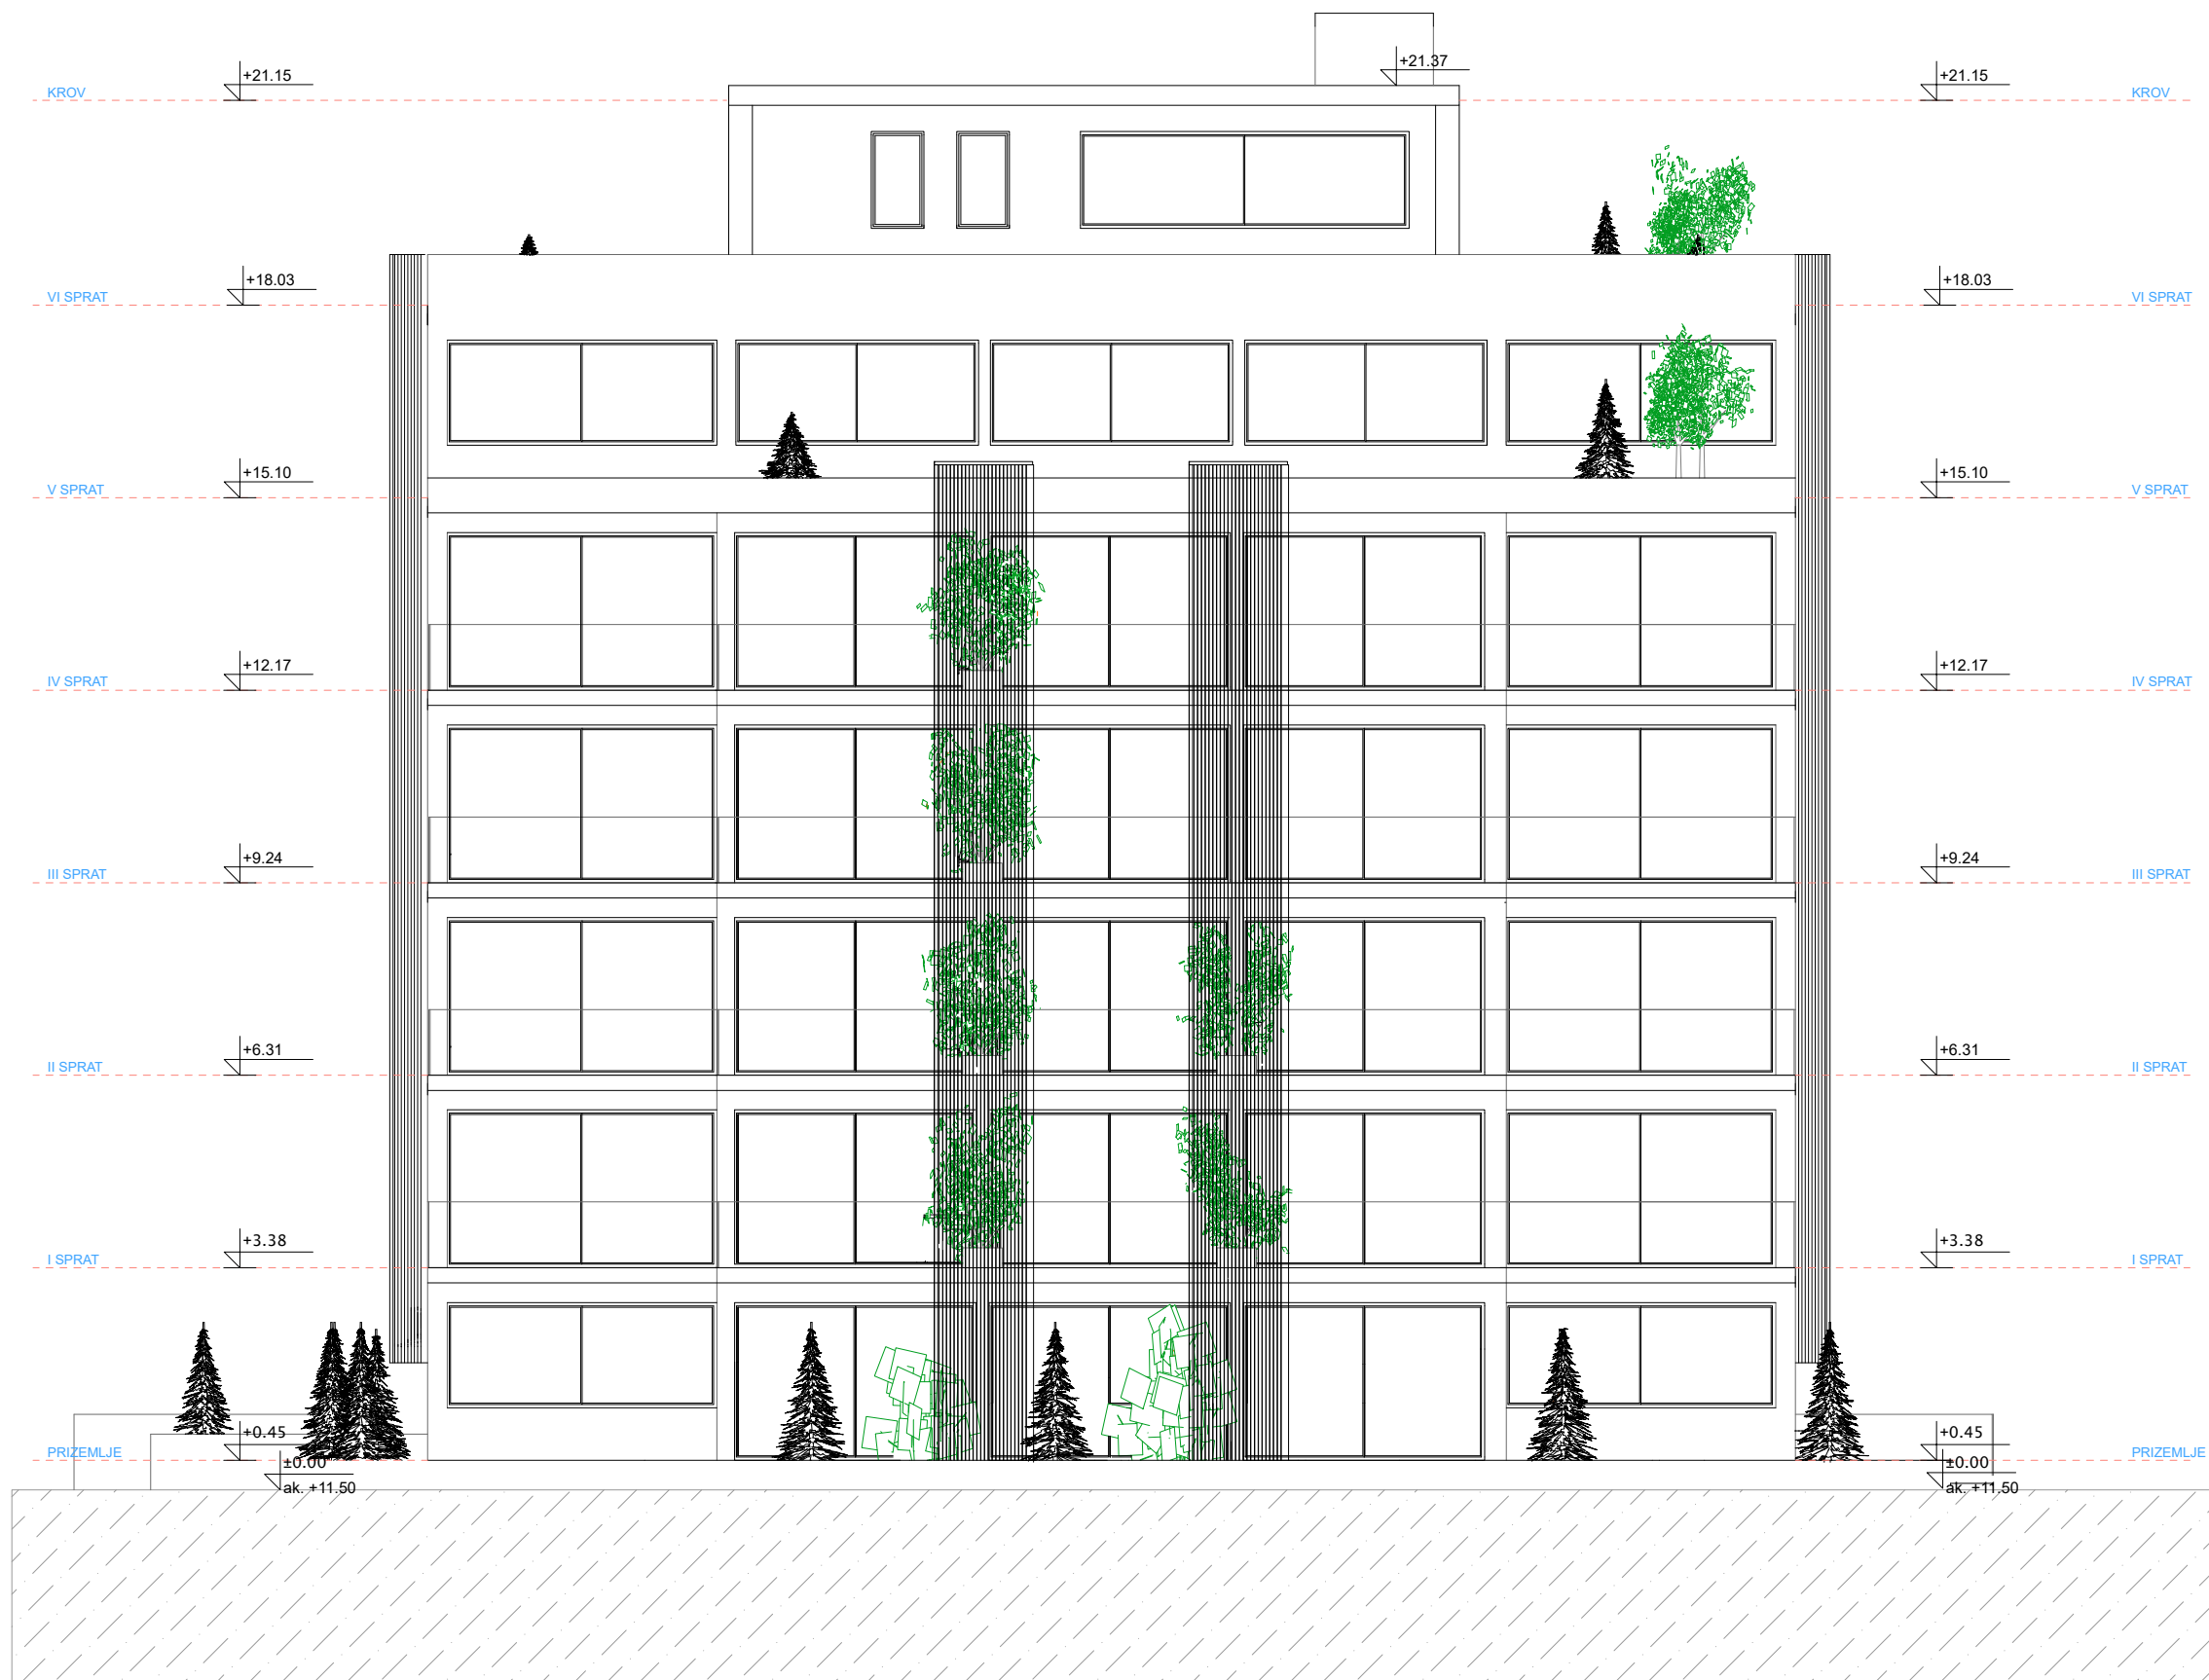 +21.37
KROV +21.15 +21.15 KROV
VI SPRAT +18.03 +18.03 VI SPRAT
V SPRAT +15.10 +15.10 V SPRAT
IV SPRAT +12.17 +12.17 IV SPRAT
III SPRAT +9.24 +9.24 III SPRAT
II SPRAT +6.31 +6.31 II SPRAT
I SPRAT +3.38 +3.38 I SPRAT
PRIZEMLJE +0.45 +0.45 PRIZEMLJE
±0.00 ±0.00
ak. +11.50 ak. +11.50